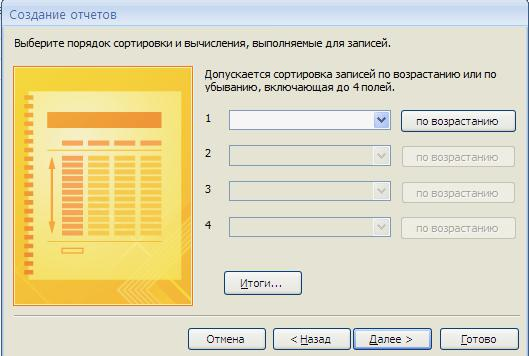 Создание отчетов
Выберите порядок сортировки и вычисления, выполняемые для записей.
Допускается сортировка записей по возрастанию или по
убыванию, включающая до 4 полей.
1 по возрастанию
2 по возрастанию
3 по возрастанию
4 по возрастанию
Итоги...
Отмена < Назад Далее > Готово